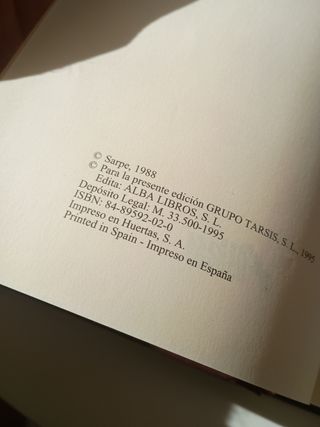 © Sarpe, 1988
© Para la presente edición GRUPO TARSIS, S. L., 1995
Edita: ALBA LIBROS, S. L.
Depósito Legal: M. 33.500-1995
ISBN: 84-89592-02-0
Impreso en Huertas, S. A.
Printed in Spain - Impreso en España